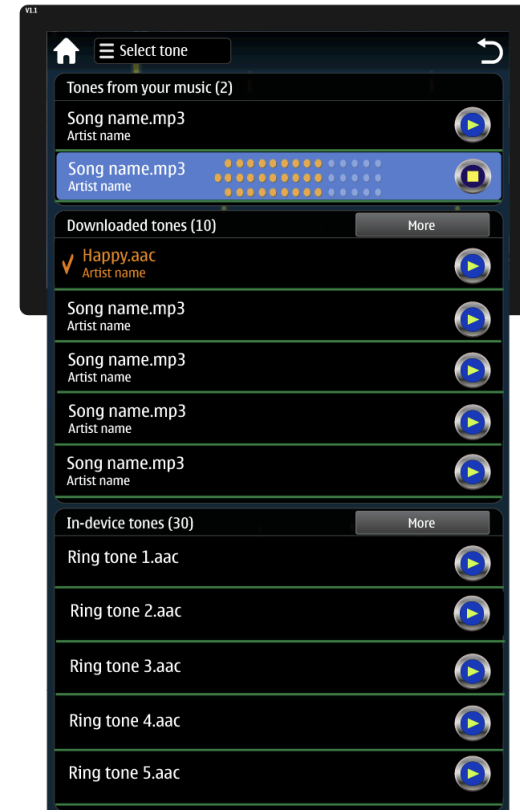 V1.1
Select tone
Tones from your music (2)
Song name.mp3
Artist name
Song name.mp3
Artist name
Downloaded tones (10)
More
Happy.aac
Artist name
Song name.mp3
Artist name
Song name.mp3
Artist name
Song name.mp3
Artist name
Song name.mp3
Artist name
In-device tones (30)
More
Ring tone 1.aac
Ring tone 2.aac
Ring tone 3.aac
Ring tone 4.aac
Ring tone 5.aac